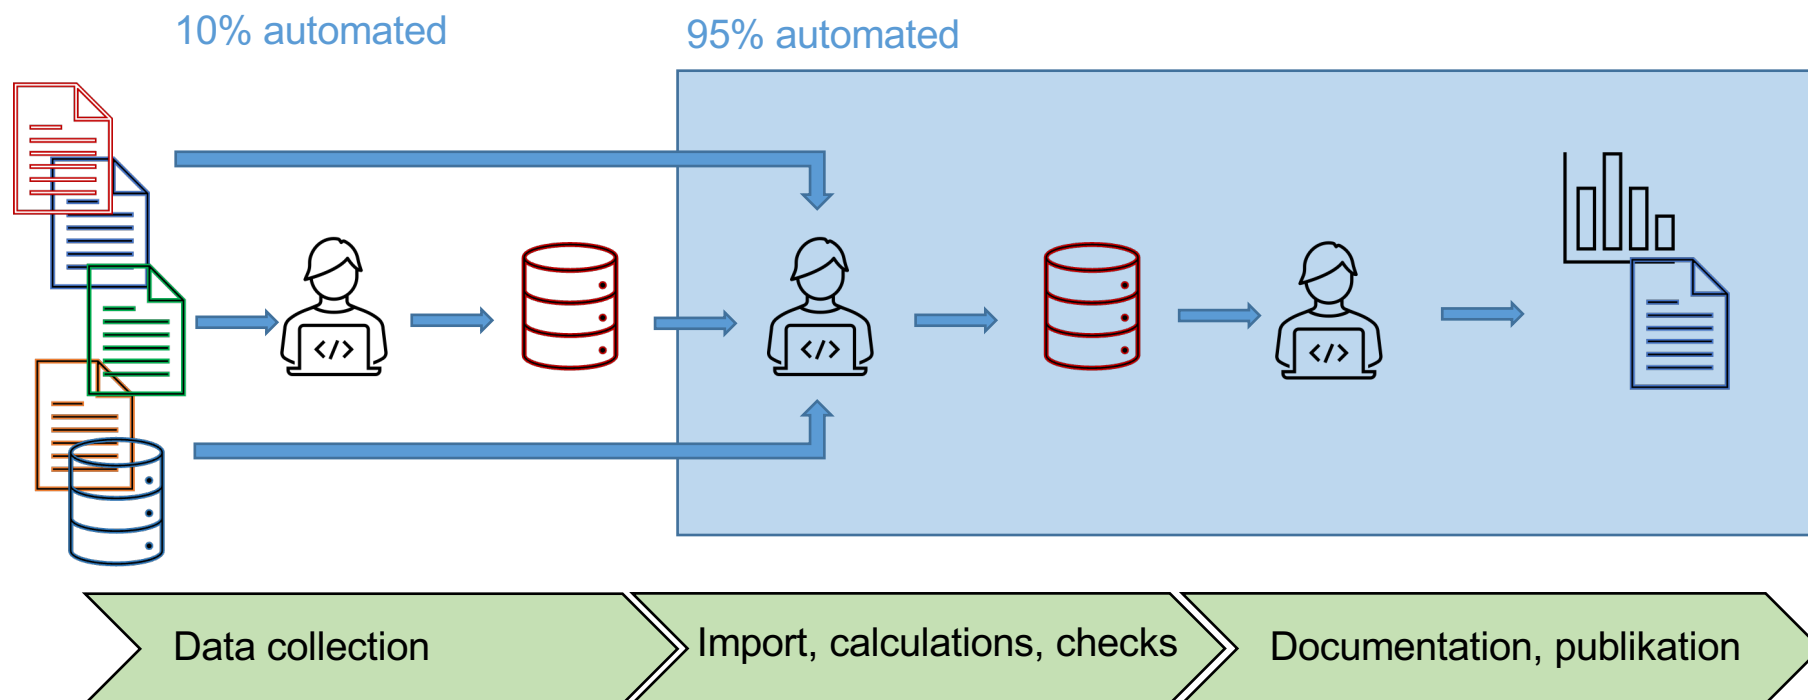 10% automated
95% automated
</>
</>
</>
Data collection
Import, calculations, checks
Documentation, publikation